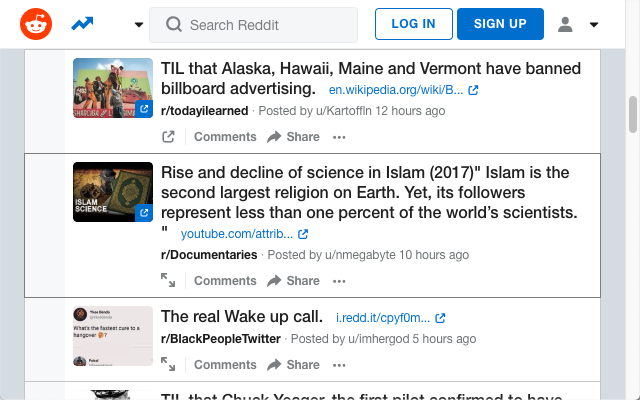 Search Reddit
LOG IN
SIGN UP
TIL that Alaska, Hawaii, Maine and Vermont have banned
billboard advertising. en.wikipedia.org/wiki/B...
r/todayilearned · Posted by u/Kartoffln 12 hours ago
Comments Share
ISLAM
SCIENCE
Rise and decline of science in Islam (2017)" Islam is the
second largest religion on Earth. Yet, its followers
represent less than one percent of the world's scientists.
" youtube.com/attrib...
r/Documentaries · Posted by u/nmegabyte 10 hours ago
Comments Share
What's the fastest cure to a
hangover
The real Wake up call. i.redd.it/cpyf0m...
r/BlackPeopleTwitter · Posted by u/imhergod 5 hours ago
Comments Share
TIL that Chuck Yeager, the first pilot confirmed to have